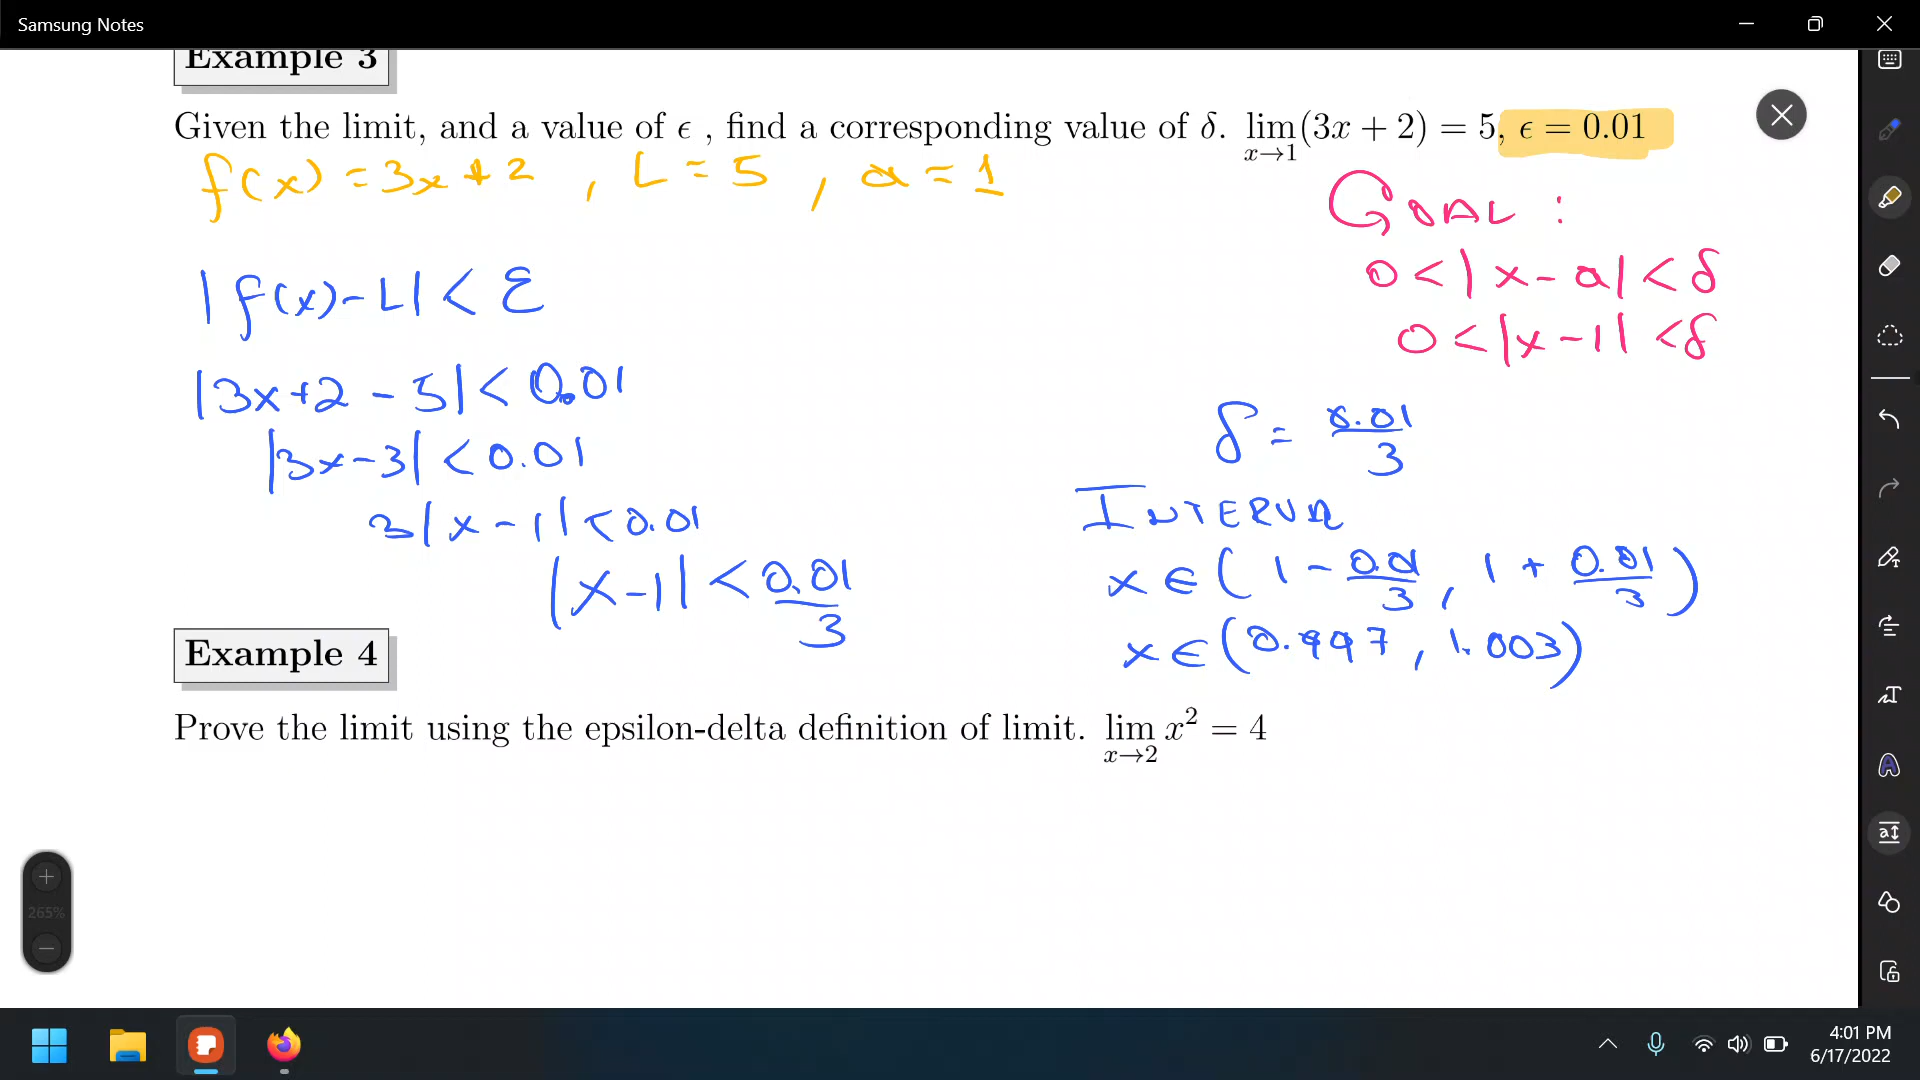 Samsung Notes
Example 3
Given the limit, and a value of ϵ , find a corresponding value of δ. lim x→1 (3x + 2) = 5, ϵ = 0.01
f(x) = 3x + 2 , L = 5 , a = 1
GOAL :
0 < |x - a| < δ
0 < |x - 1| < δ
|f(x) - L| < ε
|3x + 2 - 5| < 0.01
|3x - 3| < 0.01
3|x - 1| < 0.01
|x - 1| < 0.01/3
δ = 0.01/3
INTERVAL
x ∈ (1 - 0.01/3 , 1 + 0.01/3)
x ∈ (0.997 , 1.003)
Example 4
Prove the limit using the epsilon-delta definition of limit. lim x→2 x² = 4
265%
4:01 PM
6/17/2022